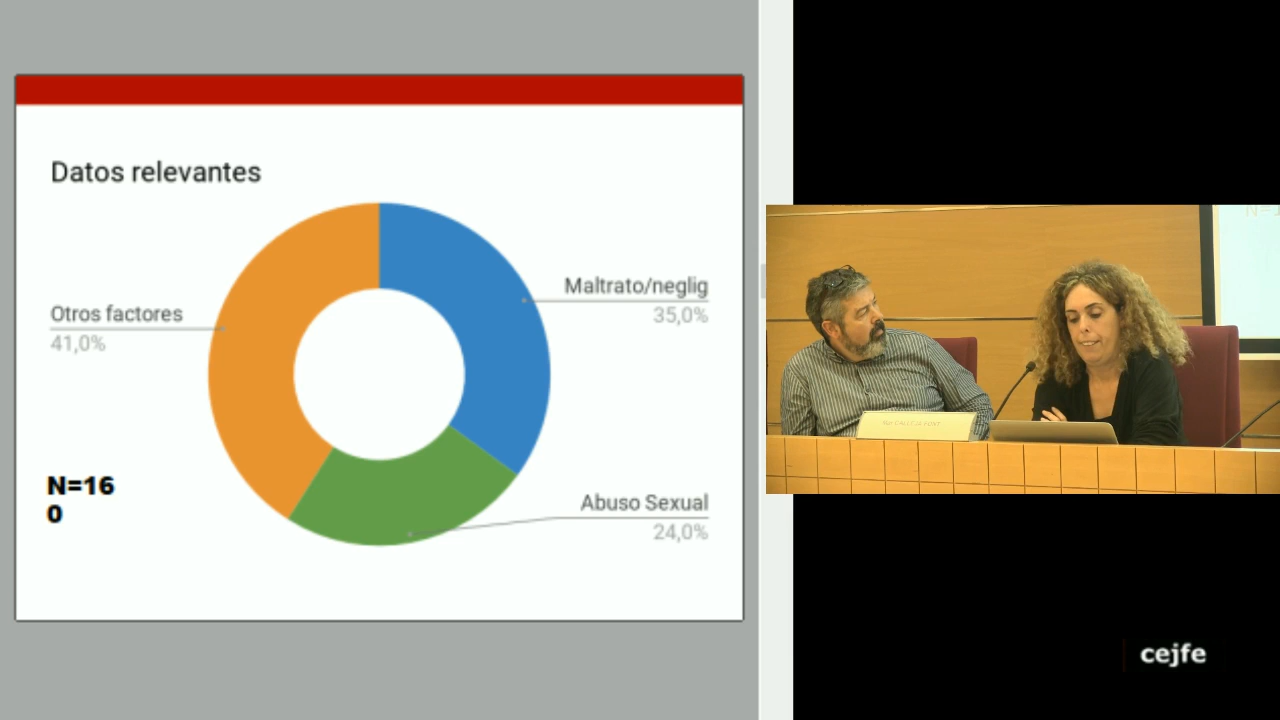 Datos relevantes
Maltrato/neglig
35,0%
Otros factores
41,0%
N=16
0
Abuso Sexual
24,0%
cejfe